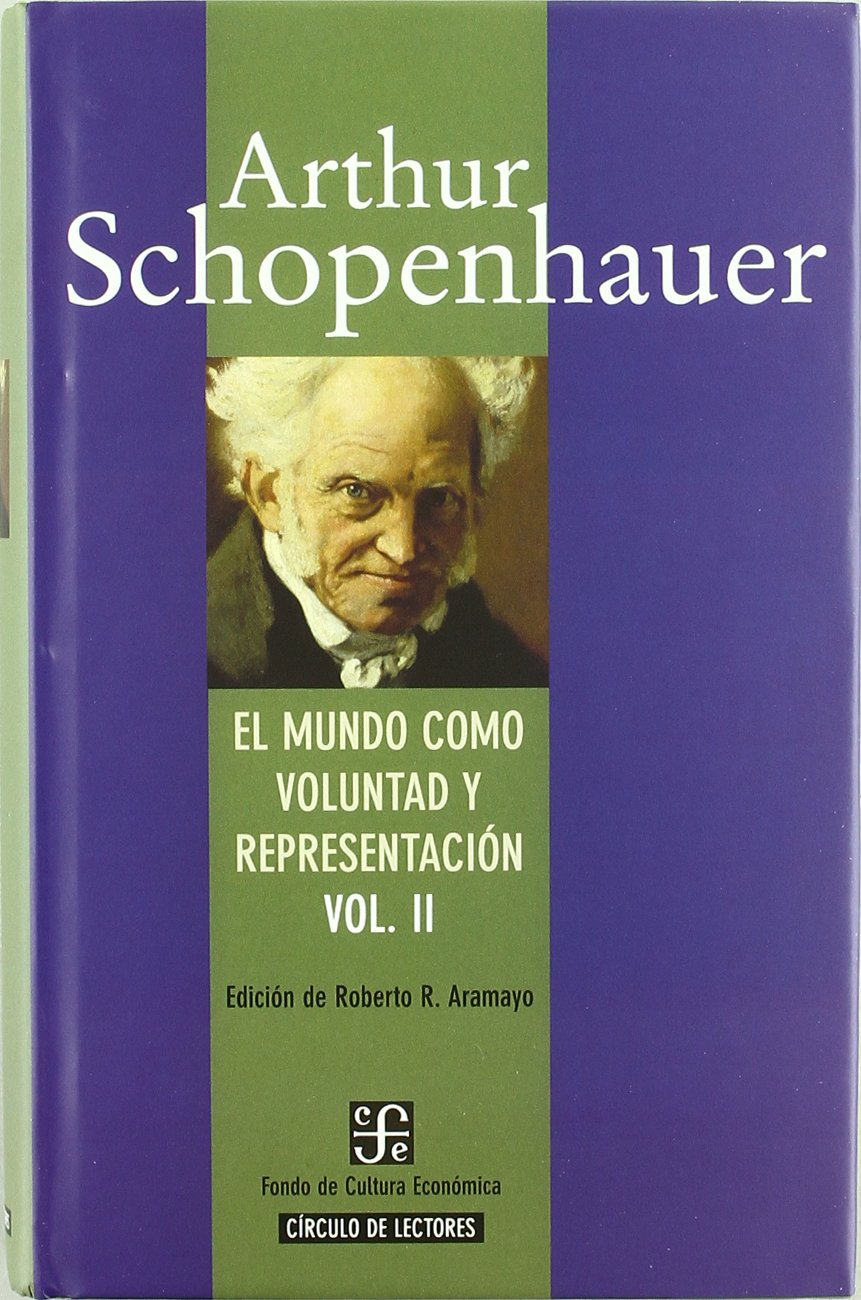 Arthur
Schopenhauer
EL MUNDO COMO
VOLUNTAD Y
REPRESENTACIÓN
VOL. II
Edición de Roberto R. Aramayo
cfe
Fondo de Cultura Económica
CÍRCULO DE LECTORES